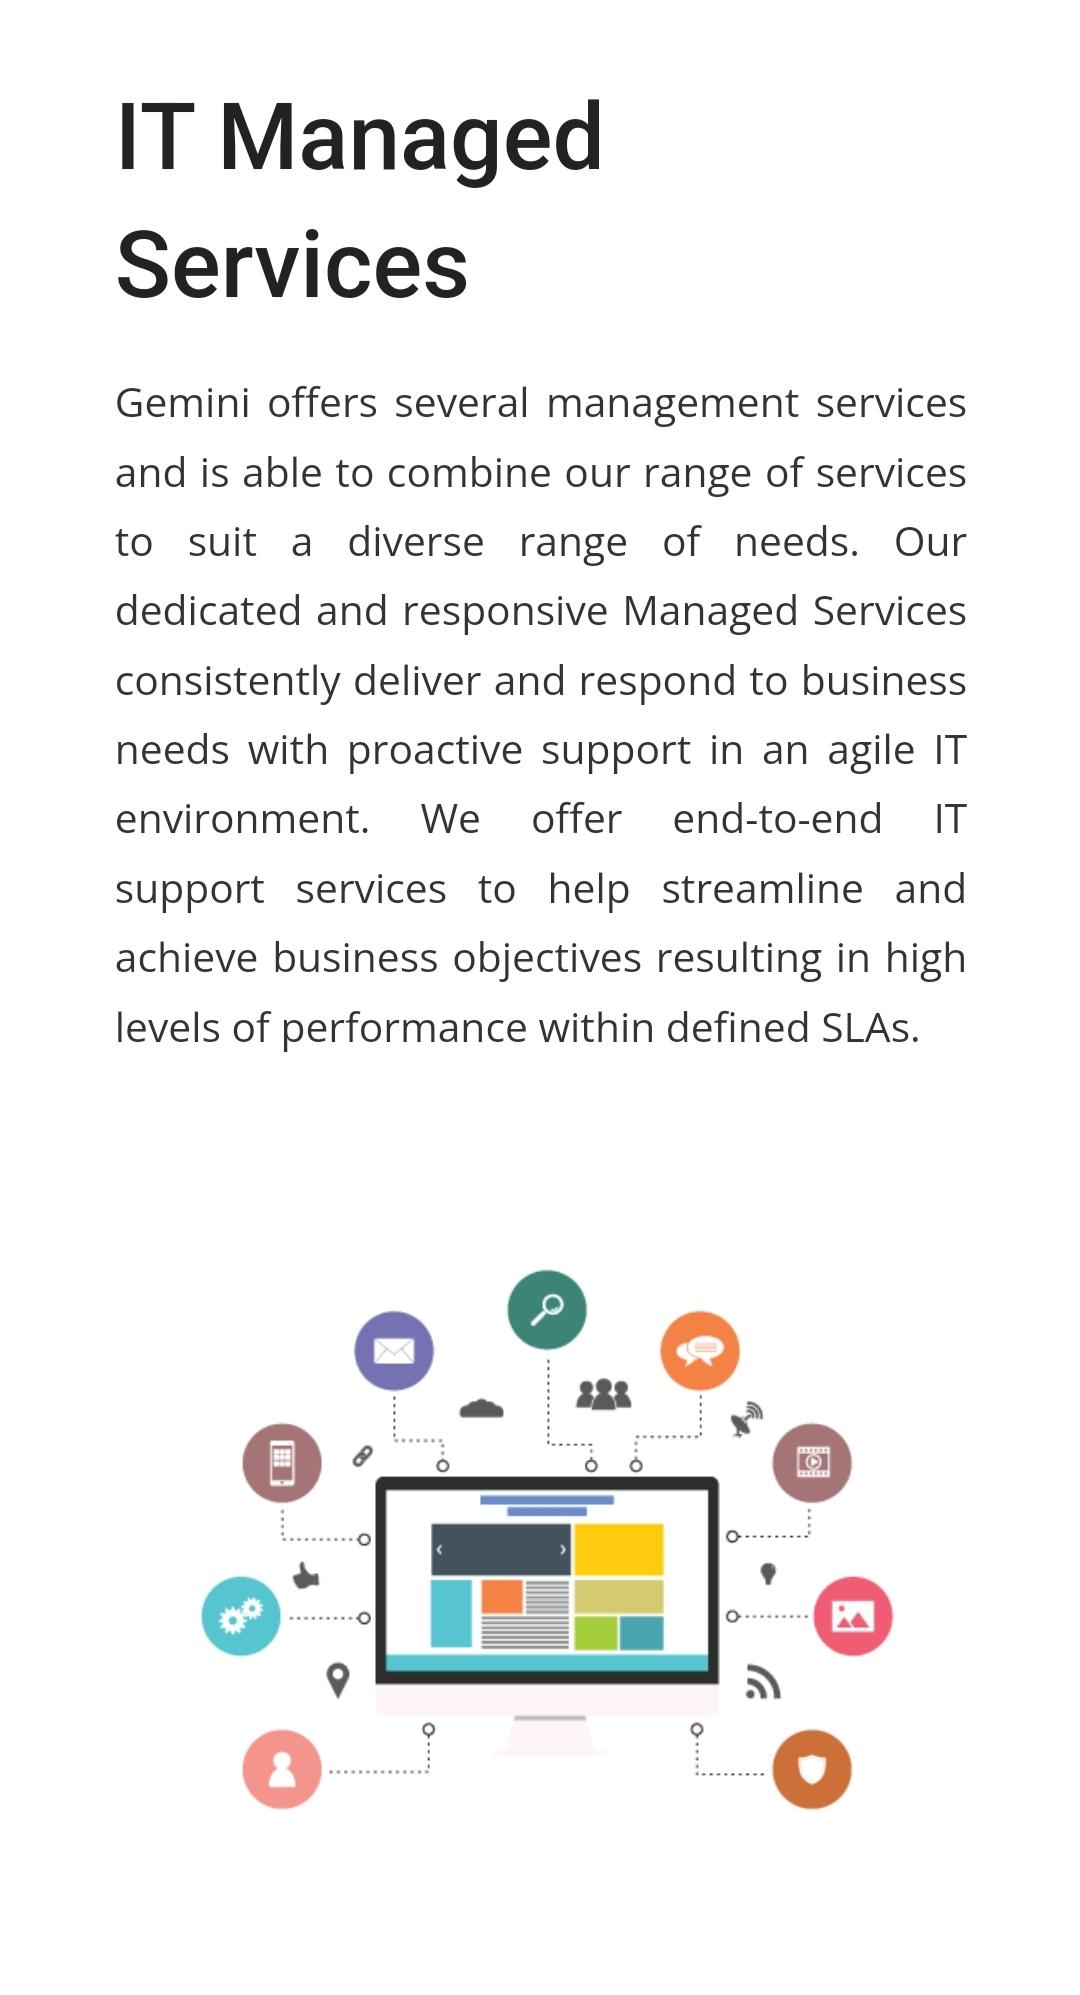 IT Managed
Services
Gemini offers several management services
and is able to combine our range of services
to suit a diverse range of needs. Our
dedicated and responsive Managed Services
consistently deliver and respond to business
needs with proactive support in an agile IT
environment. We offer end-to-end IT
support services to help streamline and
achieve business objectives resulting in high
levels of performance within defined SLAs.